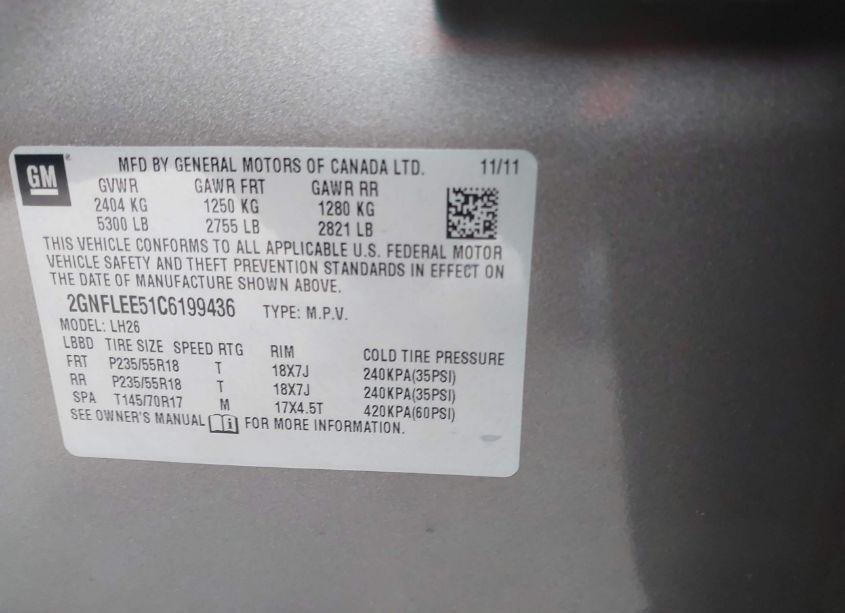 GM MFD BY GENERAL MOTORS OF CANADA LTD. 11/11
GVWR GAWR FRT GAWR RR
2404 KG 1250 KG 1280 KG
5300 LB 2755 LB 2821 LB
THIS VEHICLE CONFORMS TO ALL APPLICABLE U.S. FEDERAL MOTOR
VEHICLE SAFETY AND THEFT PREVENTION STANDARDS IN EFFECT ON
THE DATE OF MANUFACTURE SHOWN ABOVE.
2GNFLEE51C6199436 TYPE: M.P.V.
MODEL: LH26
LBBD TIRE SIZE SPEED RTG RIM COLD TIRE PRESSURE
FRT P235/55R18 T 18X7J 240KPA(35PSI)
RR P235/55R18 T 18X7J 240KPA(35PSI)
SPA T145/70R17 M 17X4.5T 420KPA(60PSI)
SEE OWNER'S MANUAL FOR MORE INFORMATION.